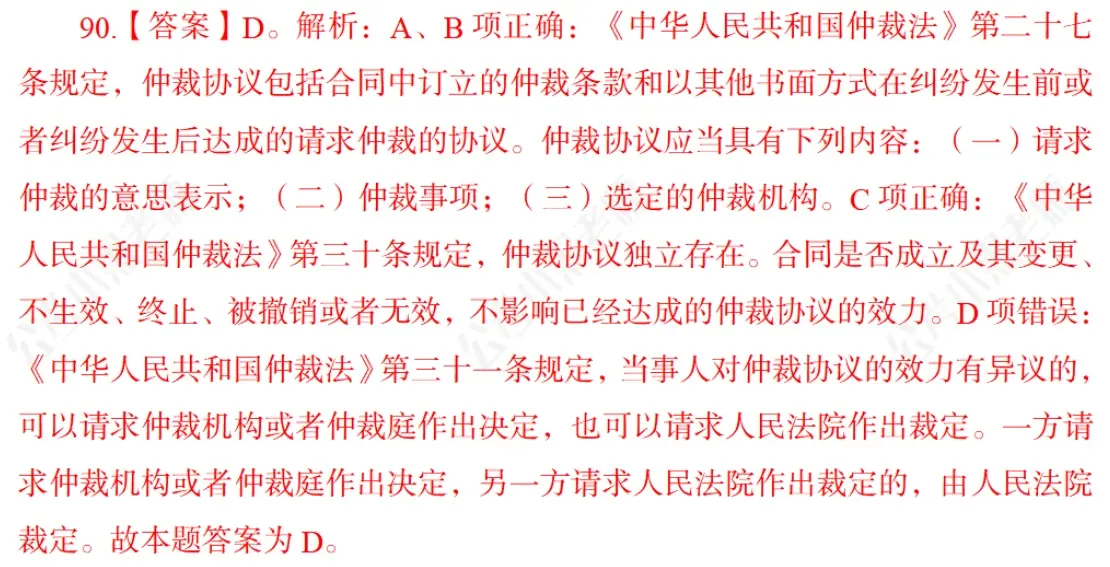 90.【答案】D。解析：A、B 项正确：《中华人民共和国仲裁法》第二十七
条规定，仲裁协议包括合同中订立的仲裁条款和以其他书面方式在纠纷发生前或
者纠纷发生后达成的请求仲裁的协议。仲裁协议应当具有下列内容：（一）请求
仲裁的意思表示；（二）仲裁事项；（三）选定的仲裁机构。C 项正确：《中华
人民共和国仲裁法》第三十条规定，仲裁协议独立存在。合同是否成立及其变更、
不生效、终止、被撤销或者无效，不影响已经达成的仲裁协议的效力。D 项错误：
《中华人民共和国仲裁法》第三十一条规定，当事人对仲裁协议的效力有异议的，
可以请求仲裁机构或者仲裁庭作出决定，也可以请求人民法院作出裁定。一方请
求仲裁机构或者仲裁庭作出决定，另一方请求人民法院作出裁定的，由人民法院
裁定。故本题答案为 D。